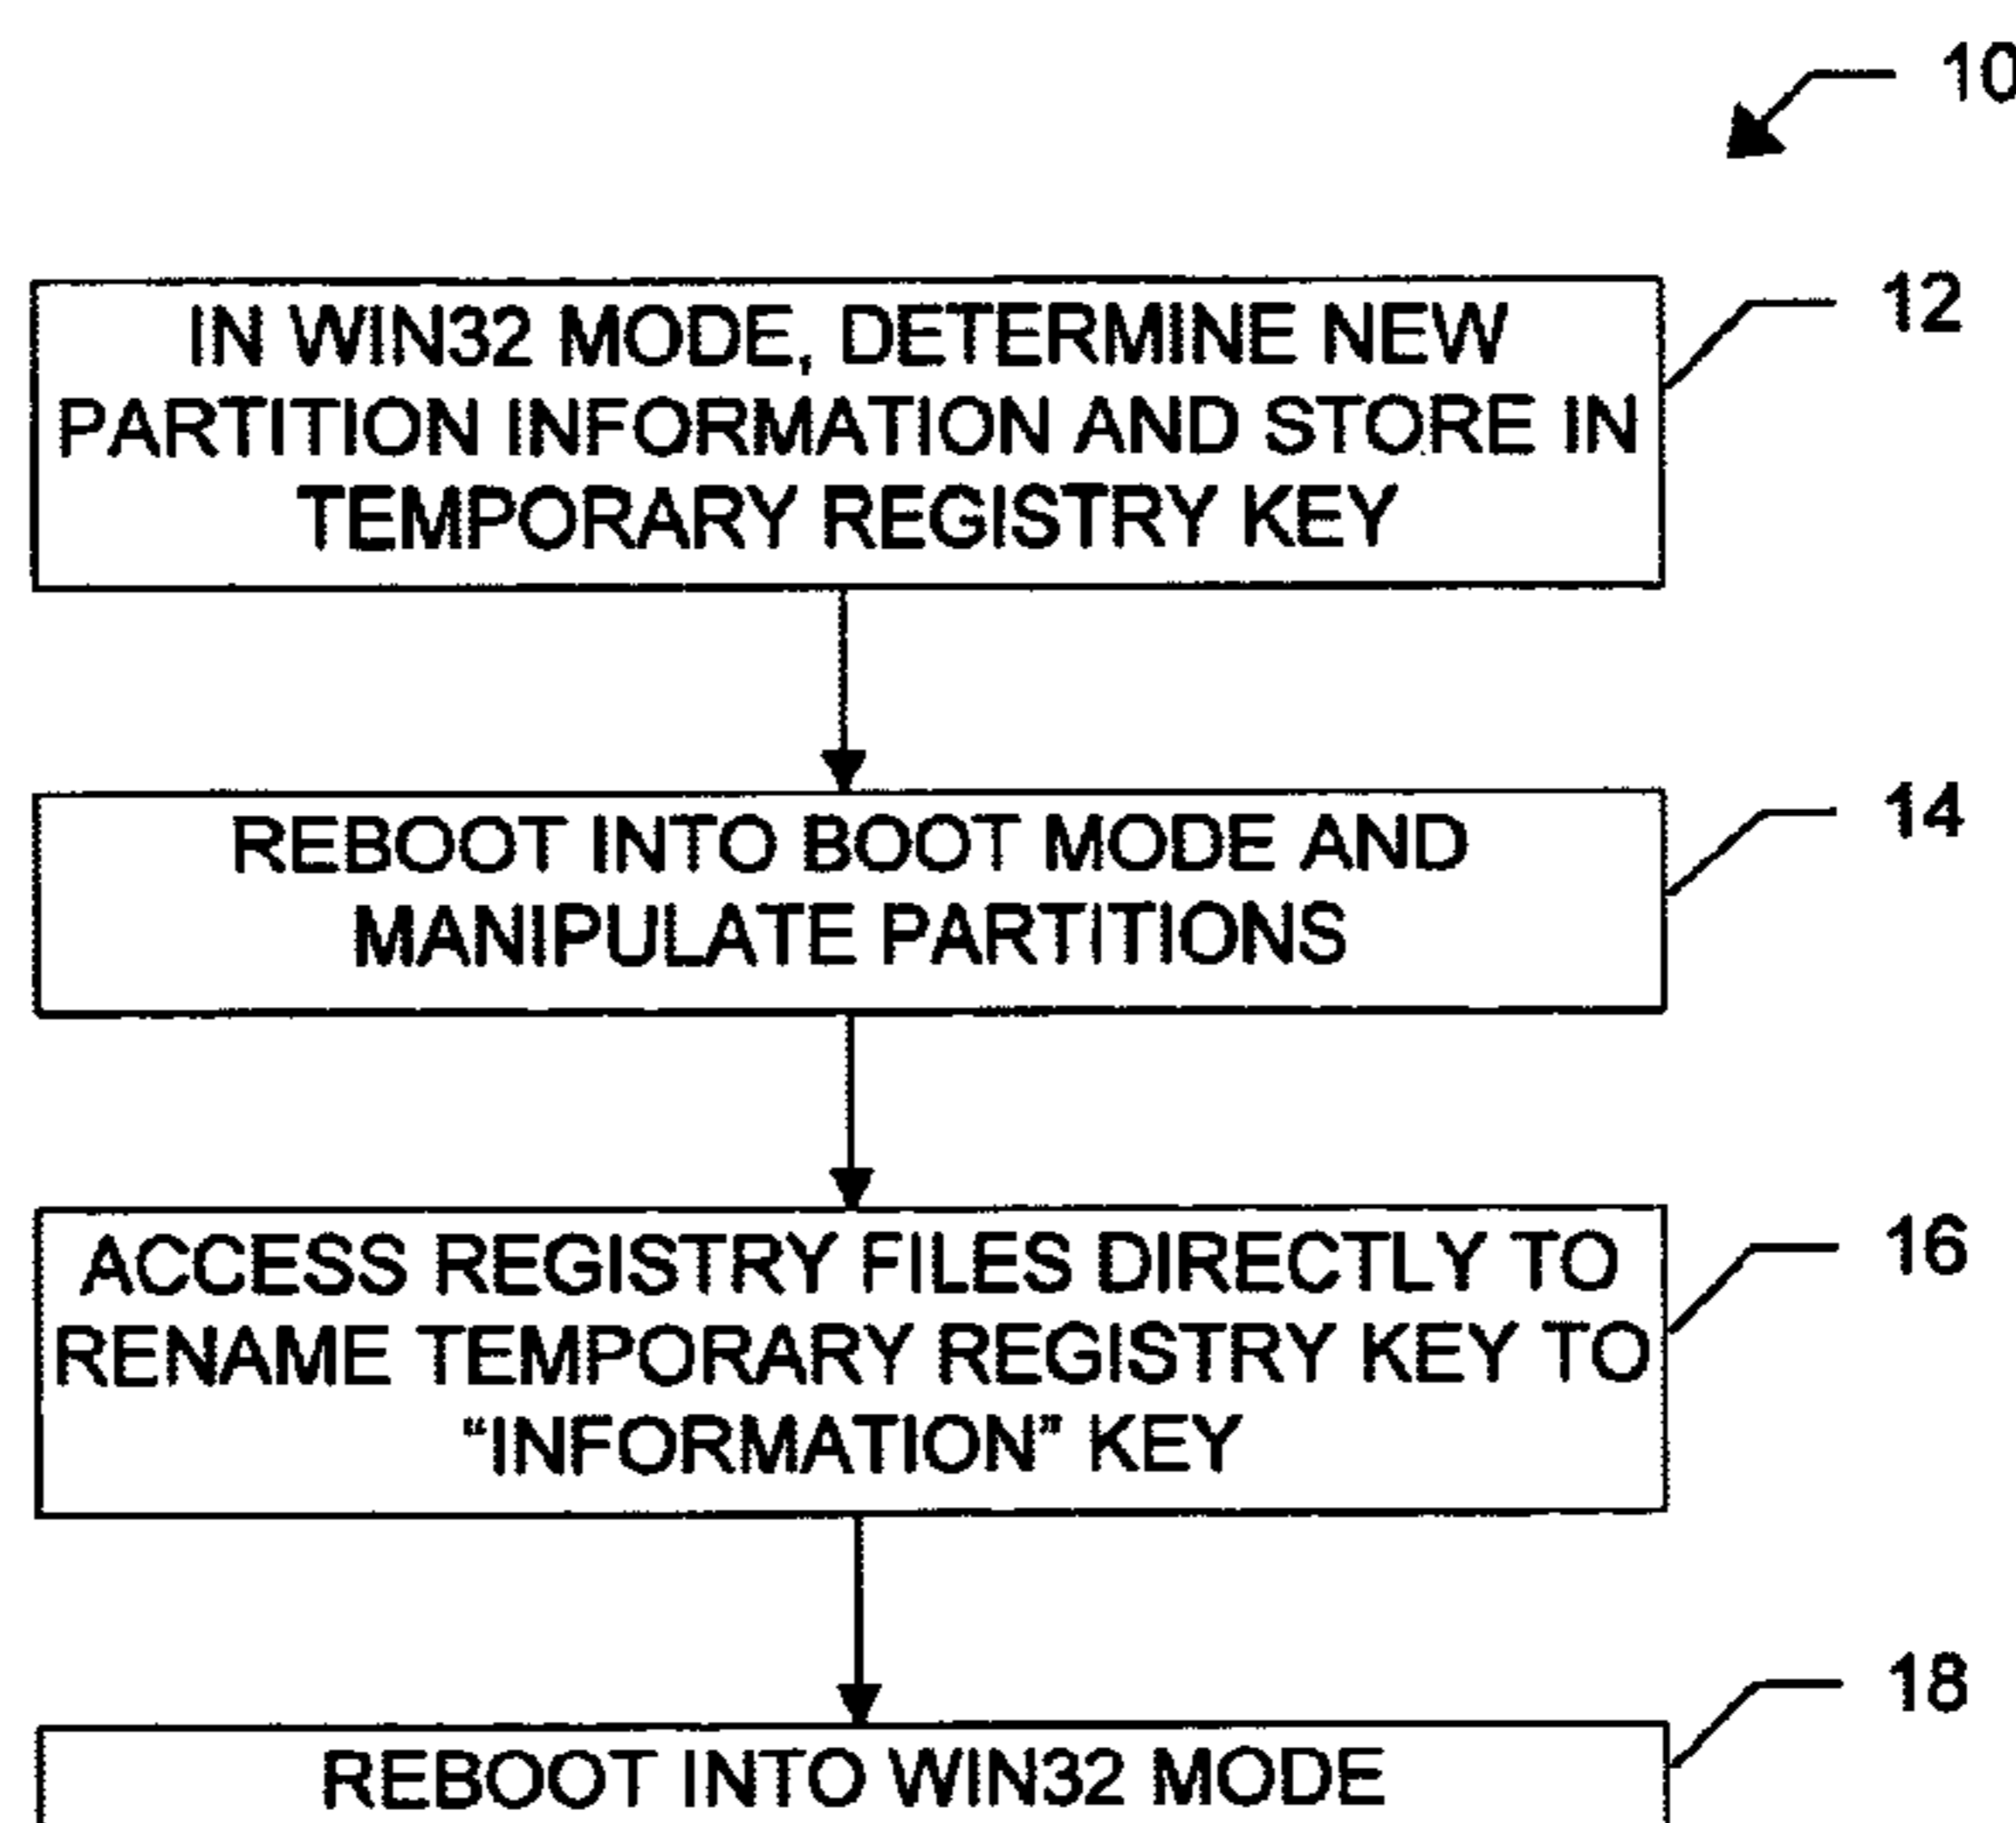 10
12
IN WIN32 MODE, DETERMINE NEW
PARTITION INFORMATION AND STORE IN
TEMPORARY REGISTRY KEY
14
REBOOT INTO BOOT MODE AND
MANIPULATE PARTITIONS
16
ACCESS REGISTRY FILES DIRECTLY TO
RENAME TEMPORARY REGISTRY KEY TO
“INFORMATION” KEY
18
REBOOT INTO WIN32 MODE